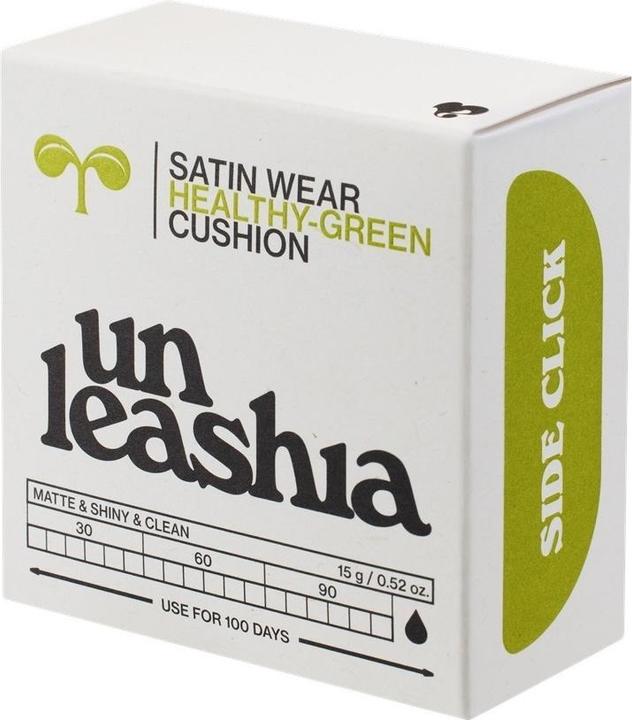 SATIN WEAR
HEALTHY-GREEN
CUSHION
un
leashia
MATTE & SHINY & CLEAN
15 g / 0.52 oz.
30
60
90
USE FOR 100 DAYS
SIDE CLICK